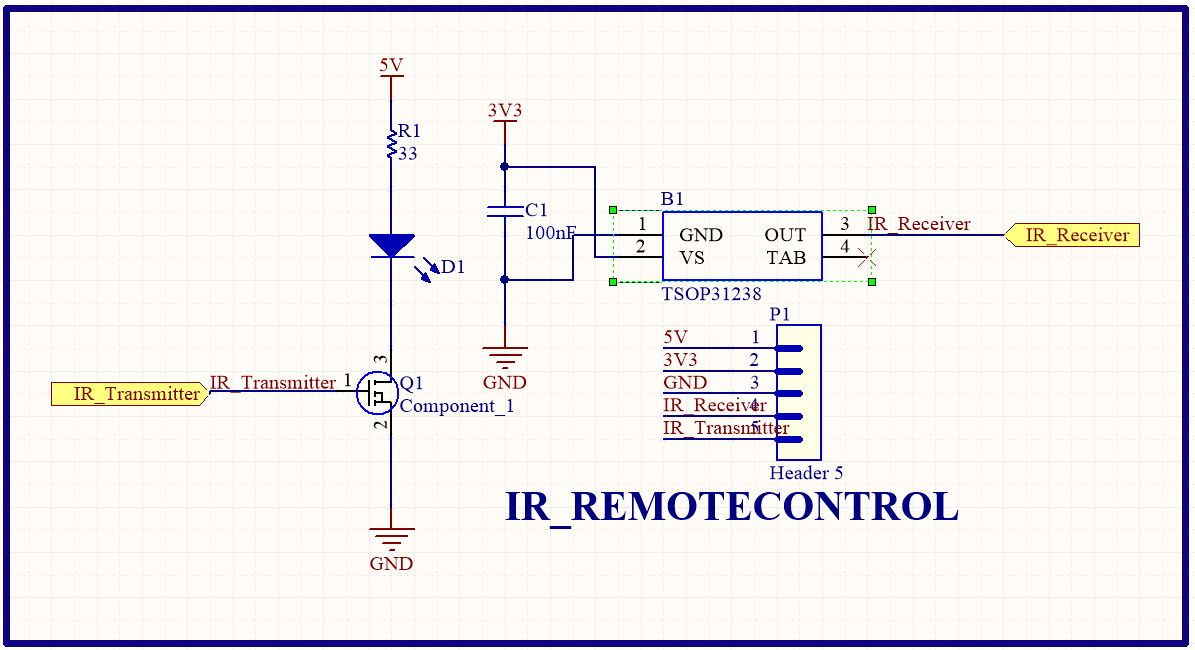 5V
R1
33
D1
3V3
C1
100nF
GND
B1
1 GND OUT 3 IR_Receiver
2 VS TAB 4
TSOP31238
IR_Receiver
IR_Transmitter
IR_Transmitter 1
3
Q1
Component_1
2
GND
P1
5V 1
3V3 2
GND 3
IR_Receiver 4
IR_Transmitter 5
Header 5
IR_REMOTECONTROL